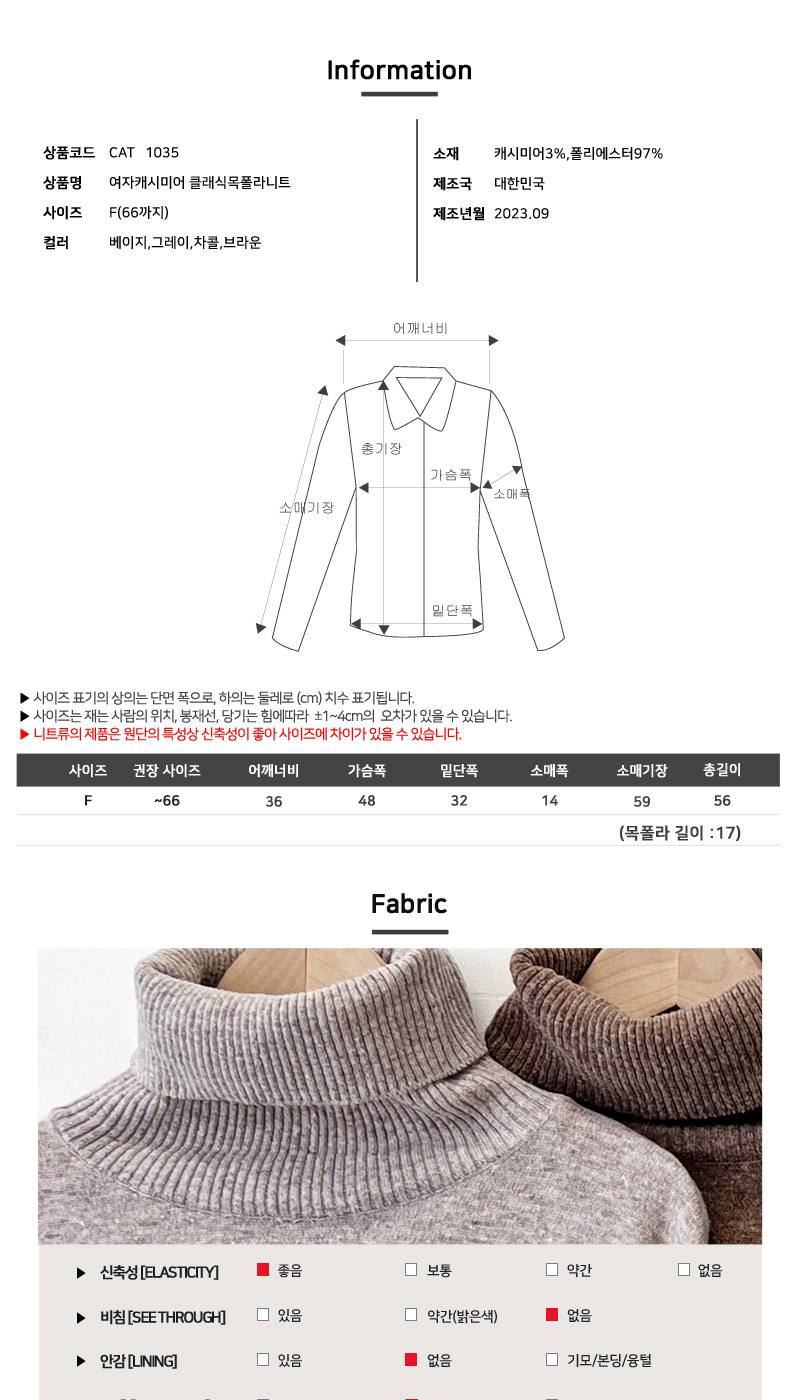 Information
상품코드 CAT 1035
상품명 여자캐시미어 클래식목폴라니트
사이즈 F(66까지)
컬러 베이지,그레이,차콜,브라운
소재 캐시미어3%,폴리에스터97%
제조국 대한민국
제조년월 2023.09
어깨너비
총기장
가슴폭
소매폭
소매기장
밑단폭
▶ 사이즈 표기의 상의는 단면 폭으로, 하의는 둘레로 (cm) 치수 표기됩니다.
▶ 사이즈는 재는 사람의 위치, 봉재선, 당기는 힘에따라 ±1~4cm의 오차가 있을 수 있습니다.
▶ 니트류의 제품은 원단의 특성상 신축성이 좋아 사이즈에 차이가 있을 수 있습니다.
사이즈 권장 사이즈 어깨너비 가슴폭 밑단폭 소매폭 소매기장 총길이
F ~66 36 48 32 14 59 56
(목폴라 길이 :17)
Fabric
▶ 신축성 [ELASTICITY] 좋음 보통 약간 없음
▶ 비침 [SEE THROUGH] 있음 약간(밝은색) 없음
▶ 안감 [LINING] 있음 없음 기모/본딩/융털